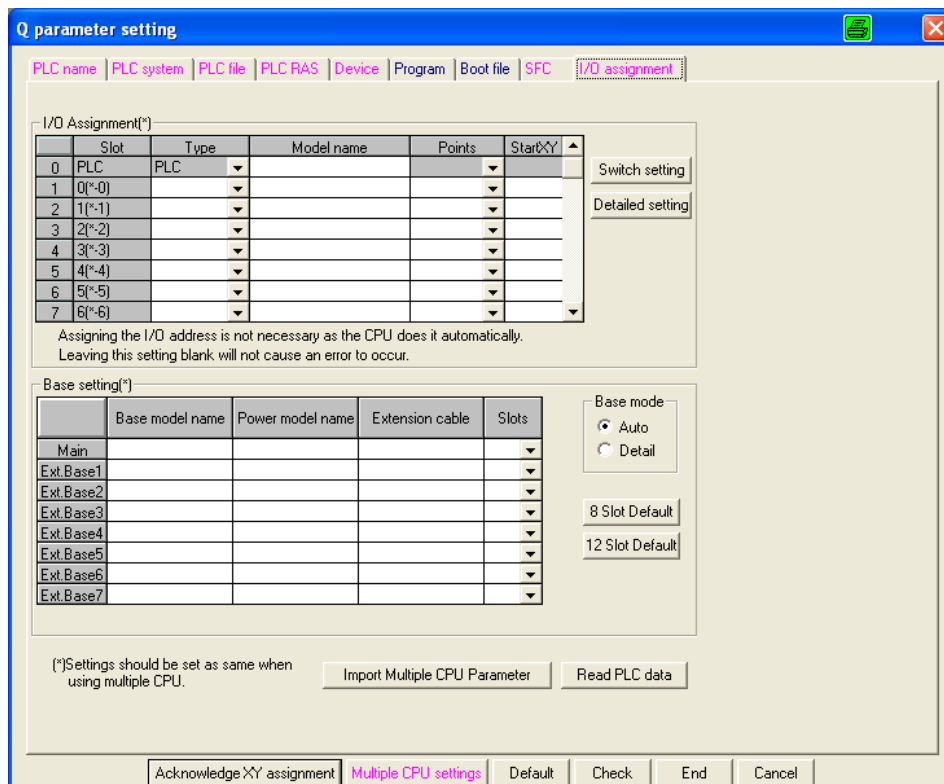 Q parameter setting
PLC name PLC system PLC file PLC RAS Device Program Boot file SFC I/O assignment
I/O Assignment(*)
Slot Type Model name Points StartXY
0 PLC PLC
1 0(*-0)
2 1(*-1)
3 2(*-2)
4 3(*-3)
5 4(*-4)
6 5(*-5)
7 6(*-6)
Switch setting
Detailed setting
Assigning the I/O address is not necessary as the CPU does it automatically.
Leaving this setting blank will not cause an error to occur.
Base setting(*)
Base model name Power model name Extension cable Slots
Main
Ext.Base1
Ext.Base2
Ext.Base3
Ext.Base4
Ext.Base5
Ext.Base6
Ext.Base7
Base mode
Auto
Detail
8 Slot Default
12 Slot Default
(*)Settings should be set as same when
using multiple CPU.
Import Multiple CPU Parameter Read PLC data
Acknowledge XY assignment Multiple CPU settings Default Check End Cancel